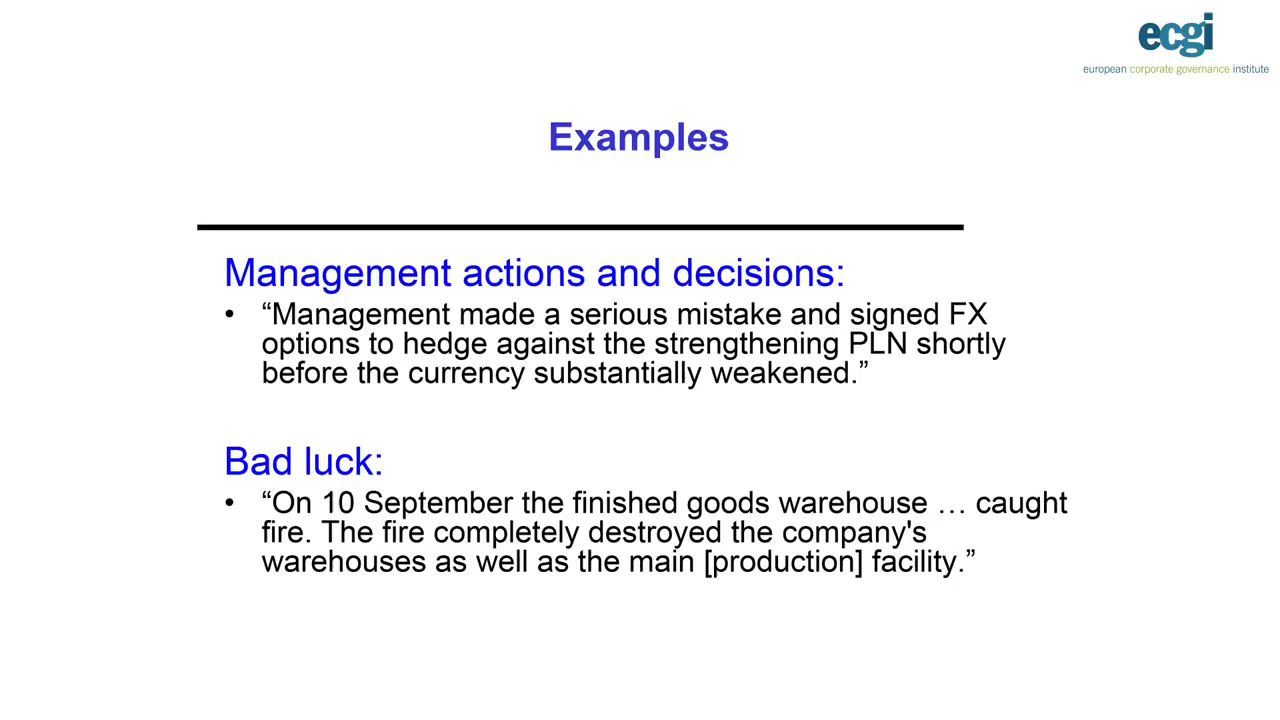 ecgi
european corporate governance institute
Examples
Management actions and decisions:
• “Management made a serious mistake and signed FX
options to hedge against the strengthening PLN shortly
before the currency substantially weakened.”
Bad luck:
• “On 10 September the finished goods warehouse … caught
fire. The fire completely destroyed the company's
warehouses as well as the main [production] facility.”